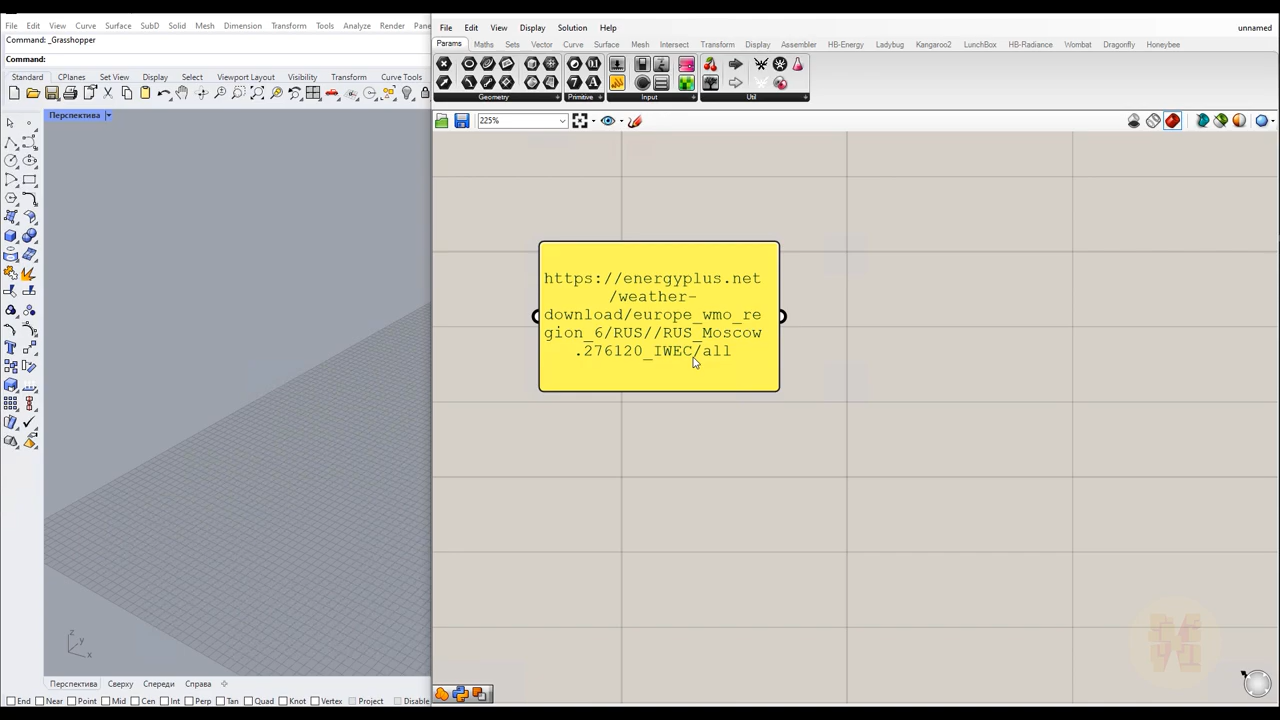 File Edit View Curve Surface SubD Solid Mesh Dimension Transform Tools Analyze Render Pane
Command: _Grasshopper
Command:
Standard CPlanes Set View Display Select Viewport Layout Visibility Transform Curve Tools
Перспектива
z
y
x
Перспектива Сверху Спереди Справа
End Near Point Mid Cen Int Perp Tan Quad Knot Vertex Project Disable
File Edit View Display Solution Help
unnamed
Params Maths Sets Vector Curve Surface Mesh Intersect Transform Display Assembler HB-Energy Ladybug Kangaroo2 LunchBox HB-Radiance Wombat Dragonfly Honeybee
Geometry Primitive Input Util
225%
https://energyplus.net
/weather-
download/europe_wmo_re
gion_6/RUS//RUS_Moscow
.276120_IWEC/all